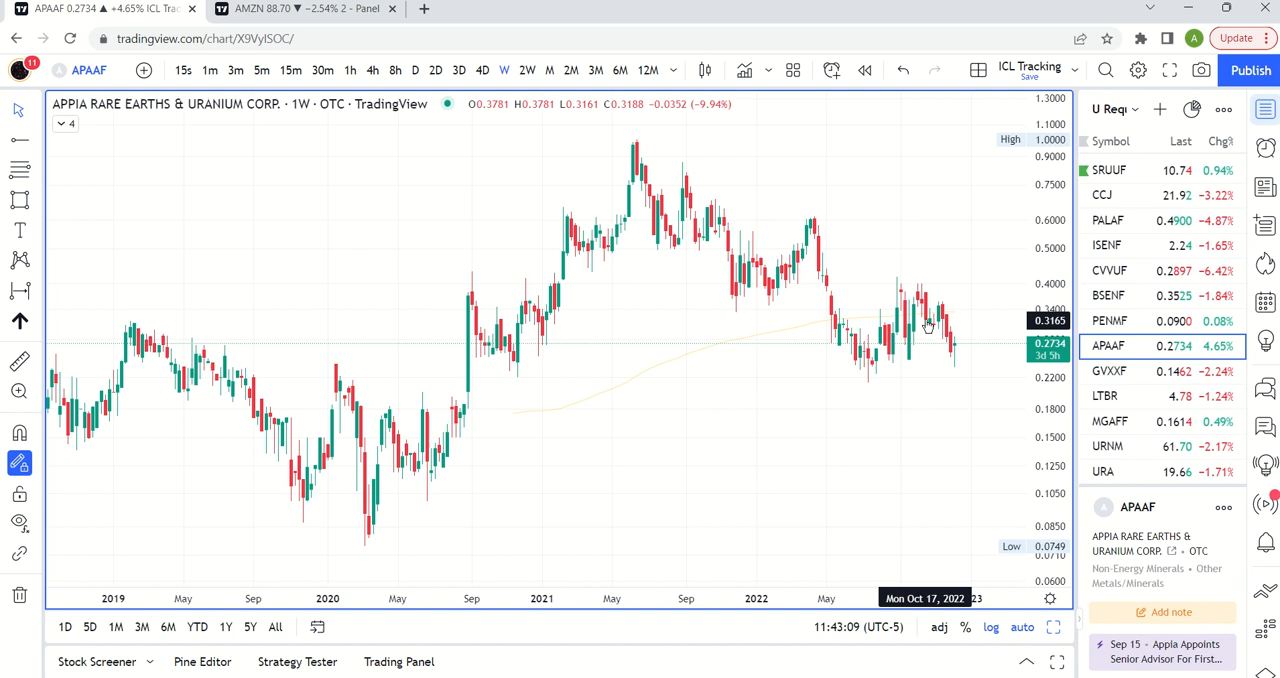 APAAF 0.2734 ▲ +4.65% ICL Trac
AMZN 88.70 ▼ −2.54% 2 - Panel
tradingview.com/chart/X9VyISOC/
A
Update
11
APAAF
15s 1m 3m 5m 15m 30m 1h 4h 8h D 2D 3D 4D W 2W M 2M 3M 6M 12M
ICL Tracking
Save
Publish
APPIA RARE EARTHS & URANIUM CORP. · 1W · OTC · TradingView
O0.3781 H0.3781 L0.3161 C0.3188 −0.0352 (−9.94%)
4
1.3000
1.1000
High 1.0000
0.9000
0.7500
0.6000
0.5000
0.4000
0.3400
0.3165
0.2734
3d 5h
0.2200
0.1800
0.1500
0.1250
0.1050
0.0850
Low 0.0749
0.0710
0.0600
2019 May Sep 2020 May Sep 2021 May Sep 2022 May Mon Oct 17, 2022 23
1D 5D 1M 3M 6M YTD 1Y 5Y All
11:43:09 (UTC-5) adj % log auto
Stock Screener Pine Editor Strategy Tester Trading Panel
U Requ
Symbol Last Chg%
SRUUF 10.74 0.94%
CCJ 21.92 −3.22%
PALAF 0.4900 −4.87%
ISENF 2.24 −1.65%
CVVUF 0.2897 −6.42%
BSENF 0.3525 −1.84%
PENMF 0.0900 0.08%
APAAF 0.2734 4.65%
GVXXF 0.1462 −2.24%
LTBR 4.78 −1.24%
MGAFF 0.1614 0.49%
URNM 61.70 −2.17%
URA 19.66 −1.71%
A APAAF
APPIA RARE EARTHS &
URANIUM CORP. · OTC
Non-Energy Minerals • Other
Metals/Minerals
Add note
Sep 15 · Appia Appoints
Senior Advisor For First...